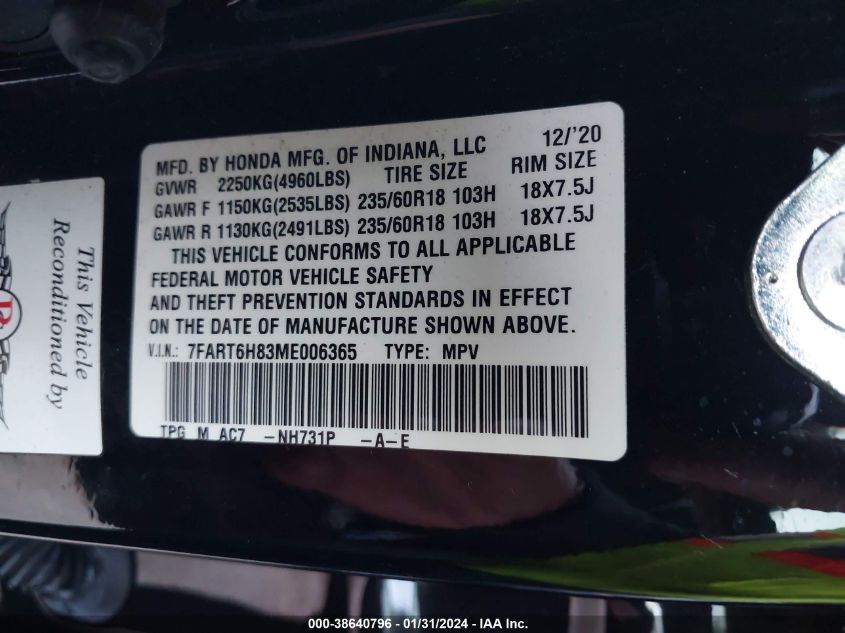 MFD. BY HONDA MFG. OF INDIANA, LLC 12/'20
GVWR 2250KG(4960LBS) TIRE SIZE RIM SIZE
GAWR F 1150KG(2535LBS) 235/60R18 103H 18X7.5J
GAWR R 1130KG(2491LBS) 235/60R18 103H 18X7.5J
THIS VEHICLE CONFORMS TO ALL APPLICABLE
FEDERAL MOTOR VEHICLE SAFETY
AND THEFT PREVENTION STANDARDS IN EFFECT
ON THE DATE OF MANUFACTURE SHOWN ABOVE.
V.I.N.: 7FART6H83ME006365 TYPE: MPV
TPG M AC7 -NH731P -A-E
This Vehicle
Reconditioned by
000-38640796 - 01/31/2024 - IAA Inc.